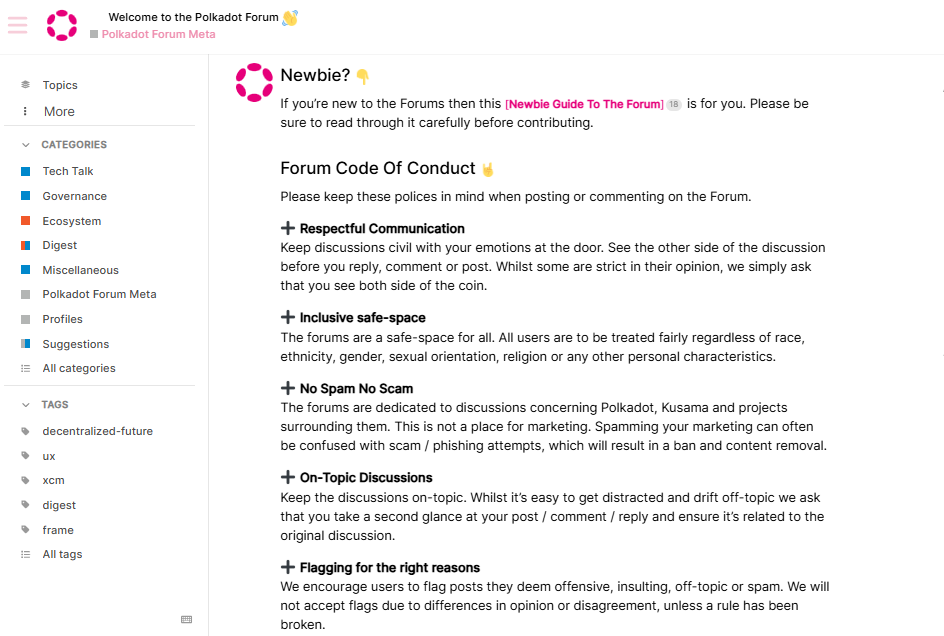 Welcome to the Polkadot Forum 👋
Polkadot Forum Meta
Topics
More
CATEGORIES
Tech Talk
Governance
Ecosystem
Digest
Miscellaneous
Polkadot Forum Meta
Profiles
Suggestions
All categories
TAGS
decentralized-future
ux
xcm
digest
frame
All tags
Newbie? 👇
If you’re new to the Forums then this [Newbie Guide To The Forum] 18 is for you. Please be
sure to read through it carefully before contributing.
Forum Code Of Conduct 🤘
Please keep these polices in mind when posting or commenting on the Forum.
➕ Respectful Communication
Keep discussions civil with your emotions at the door. See the other side of the discussion
before you reply, comment or post. Whilst some are strict in their opinion, we simply ask
that you see both side of the coin.
➕ Inclusive safe-space
The forums are a safe-space for all. All users are to be treated fairly regardless of race,
ethnicity, gender, sexual orientation, religion or any other personal characteristics.
➕ No Spam No Scam
The forums are dedicated to discussions concerning Polkadot, Kusama and projects
surrounding them. This is not a place for marketing. Spamming your marketing can often
be confused with scam / phishing attempts, which will result in a ban and content removal.
➕ On-Topic Discussions
Keep the discussions on-topic. Whilst it’s easy to get distracted and drift off-topic we ask
that you take a second glance at your post / comment / reply and ensure it’s related to the
original discussion.
➕ Flagging for the right reasons
We encourage users to flag posts they deem offensive, insulting, off-topic or spam. We will
not accept flags due to differences in opinion or disagreement, unless a rule has been
broken.